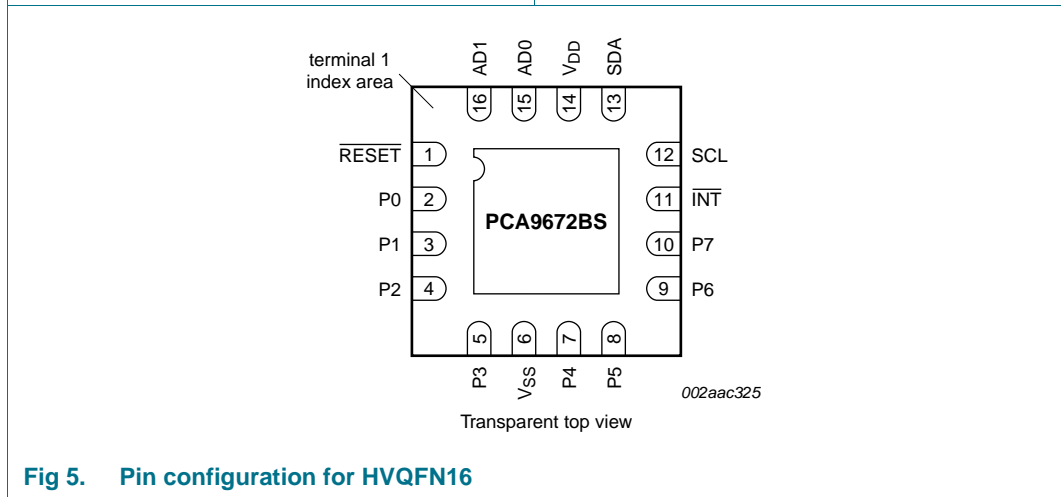 terminal 1
index area
AD1
AD0
VDD
SDA
16
15
14
13
RESET 1
12 SCL
P0 2
11 INT
PCA9672BS
P1 3
10 P7
P2 4
9 P6
5
6
7
8
P3
VSS
P4
P5
002aac325
Transparent top view
Fig 5. Pin configuration for HVQFN16